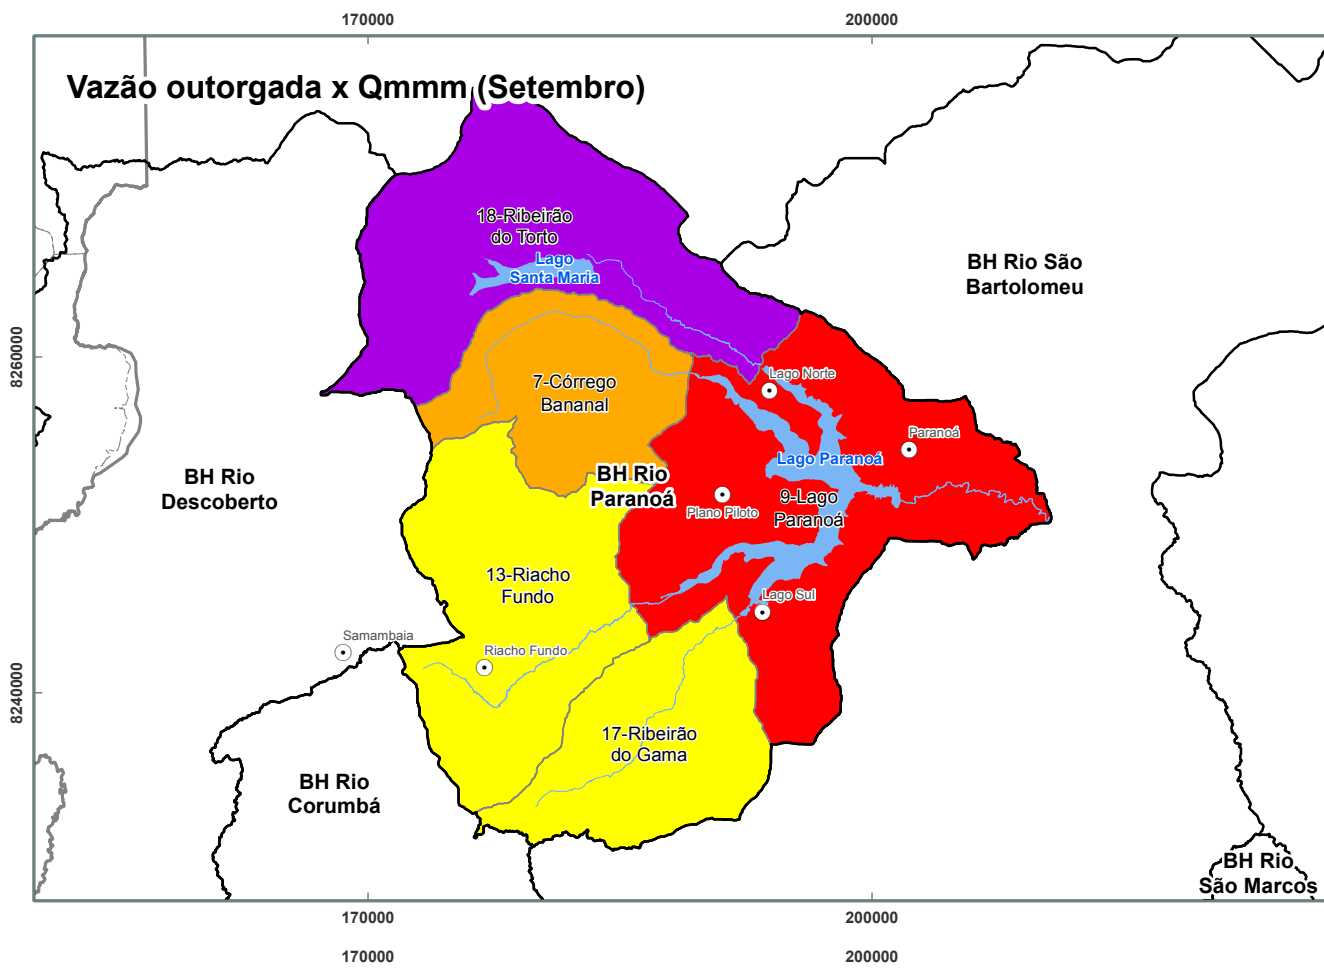 170000
200000
Vazão outorgada x Qmmm (Setembro)
18-Ribeirão
do Torto
Lago
Santa Maria
BH Rio São
Bartolomeu
8260000
Lago Norte
7-Córrego
Bananal
Paranoá
Lago Paranoá
BH Rio
Descoberto
BH Rio
Paranoá
Plano Piloto
9-Lago
Paranoá
13-Riacho
Fundo
Lago Sul
Samambaia
Riacho Fundo
8240000
17-Ribeirão
do Gama
BH Rio
Corumbá
BH Rio
São Marcos
170000
200000
170000
200000